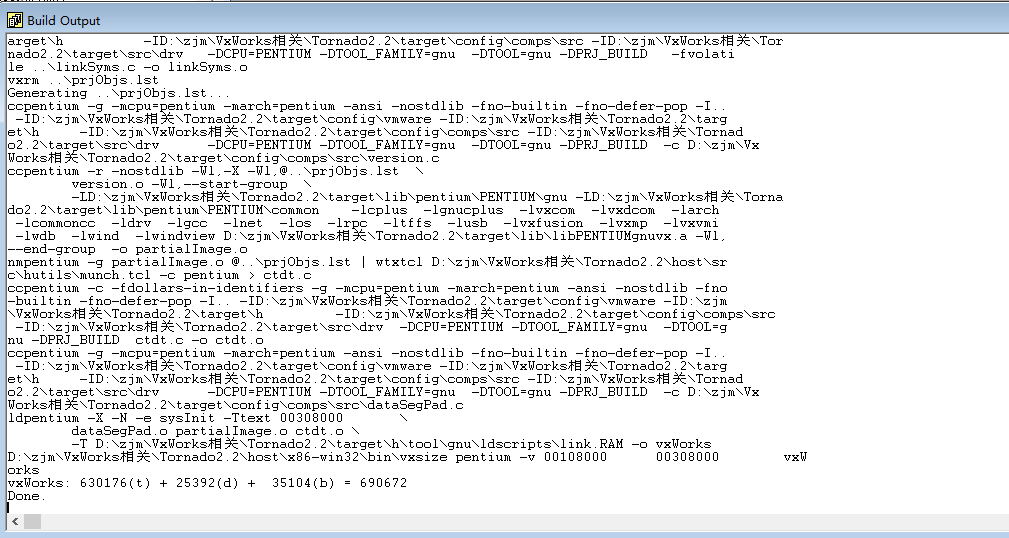 Build Output
arget\h          -ID:\zjm\VxWorks相关\Tornado2.2\target\config\comps\src -ID:\zjm\VxWorks相关\Tor
nado2.2\target\src\drv   -DCPU=PENTIUM -DTOOL_FAMILY=gnu  -DTOOL=gnu -DPRJ_BUILD   -fvolati
le ..\linkSyms.c -o linkSyms.o
vxrm ..\prjObjs.lst
Generating ..\prjObjs.lst...
ccpentium -g -mcpu=pentium -march=pentium -ansi -nostdlib -fno-builtin -fno-defer-pop -I..
 -ID:\zjm\VxWorks相关\Tornado2.2\target\config\vmware -ID:\zjm\VxWorks相关\Tornado2.2\targ
et\h     -ID:\zjm\VxWorks相关\Tornado2.2\target\config\comps\src -ID:\zjm\VxWorks相关\Tornad
o2.2\target\src\drv      -DCPU=PENTIUM -DTOOL_FAMILY=gnu  -DTOOL=gnu -DPRJ_BUILD  -c D:\zjm\Vx
Works相关\Tornado2.2\target\config\comps\src\version.c
ccpentium -r -nostdlib -Wl,-X -Wl,@..\prjObjs.lst  \
        version.o -Wl,--start-group  \
        -LD:\zjm\VxWorks相关\Tornado2.2\target\lib\pentium\PENTIUM\gnu -LD:\zjm\VxWorks相关\Torna
do2.2\target\lib\pentium\PENTIUM\common    -lcplus  -lgnucplus  -lvxcom  -lvxdcom  -larch
 -lcommoncc  -ldrv  -lgcc  -lnet  -los  -lrpc  -ltffs  -lusb  -lvxfusion  -lvxmp  -lvxvmi
 -lwdb  -lwind  -lwindview D:\zjm\VxWorks相关\Tornado2.2\target\lib\libPENTIUMgnuvx.a -Wl,
--end-group  -o partialImage.o
nmpentium -g partialImage.o @..\prjObjs.lst | wtxtcl D:\zjm\VxWorks相关\Tornado2.2\host\sr
c\hutils\munch.tcl -c pentium > ctdt.c
ccpentium -c -fdollars-in-identifiers -g -mcpu=pentium -march=pentium -ansi -nostdlib -fno
-builtin -fno-defer-pop -I.. -ID:\zjm\VxWorks相关\Tornado2.2\target\config\vmware -ID:\zjm
\VxWorks相关\Tornado2.2\target\h         -ID:\zjm\VxWorks相关\Tornado2.2\target\config\comps\src
 -ID:\zjm\VxWorks相关\Tornado2.2\target\src\drv  -DCPU=PENTIUM -DTOOL_FAMILY=gnu  -DTOOL=g
nu -DPRJ_BUILD  ctdt.c -o ctdt.o
ccpentium -g -mcpu=pentium -march=pentium -ansi -nostdlib -fno-builtin -fno-defer-pop -I..
 -ID:\zjm\VxWorks相关\Tornado2.2\target\config\vmware -ID:\zjm\VxWorks相关\Tornado2.2\targ
et\h     -ID:\zjm\VxWorks相关\Tornado2.2\target\config\comps\src -ID:\zjm\VxWorks相关\Tornad
o2.2\target\src\drv      -DCPU=PENTIUM -DTOOL_FAMILY=gnu  -DTOOL=gnu -DPRJ_BUILD  -c D:\zjm\Vx
Works相关\Tornado2.2\target\config\comps\src\dataSegPad.c
ldpentium -X -N -e sysInit -Ttext 00308000       \
        dataSegPad.o partialImage.o ctdt.o \
        -T D:\zjm\VxWorks相关\Tornado2.2\target\h\tool\gnu\ldscripts\link.RAM -o vxWorks
D:\zjm\VxWorks相关\Tornado2.2\host\x86-win32\bin\vxsize pentium -v 00108000      00308000        vxW
orks
vxWorks: 630176(t) + 25392(d) +  35104(b) = 690672
Done.